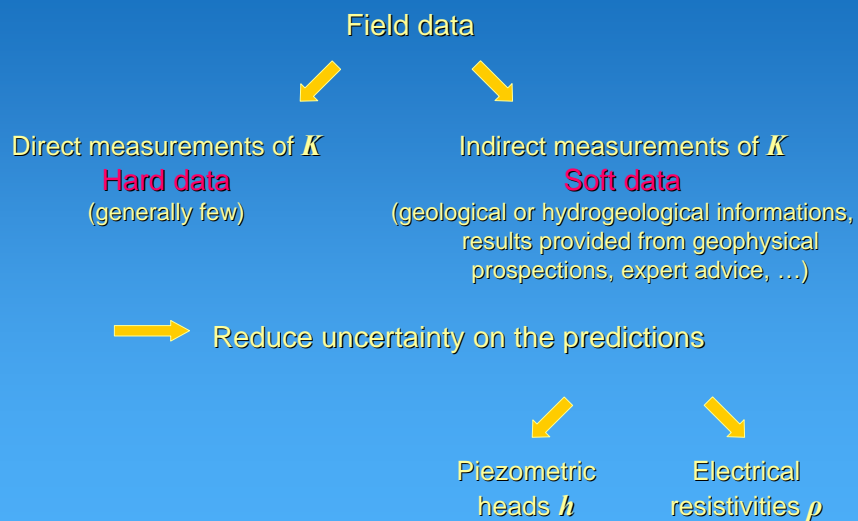 Field data
Direct measurements of K
Hard data
(generally few)
Indirect measurements of K
Soft data
(geological or hydrogeological informations,
results provided from geophysical
prospections, expert advice, …)
Reduce uncertainty on the predictions
Piezometric
heads h
Electrical
resistivities ρ